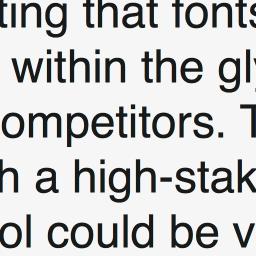 ting that fonts
within the gly
ompetitors. T
h a high-stak
ol could be v